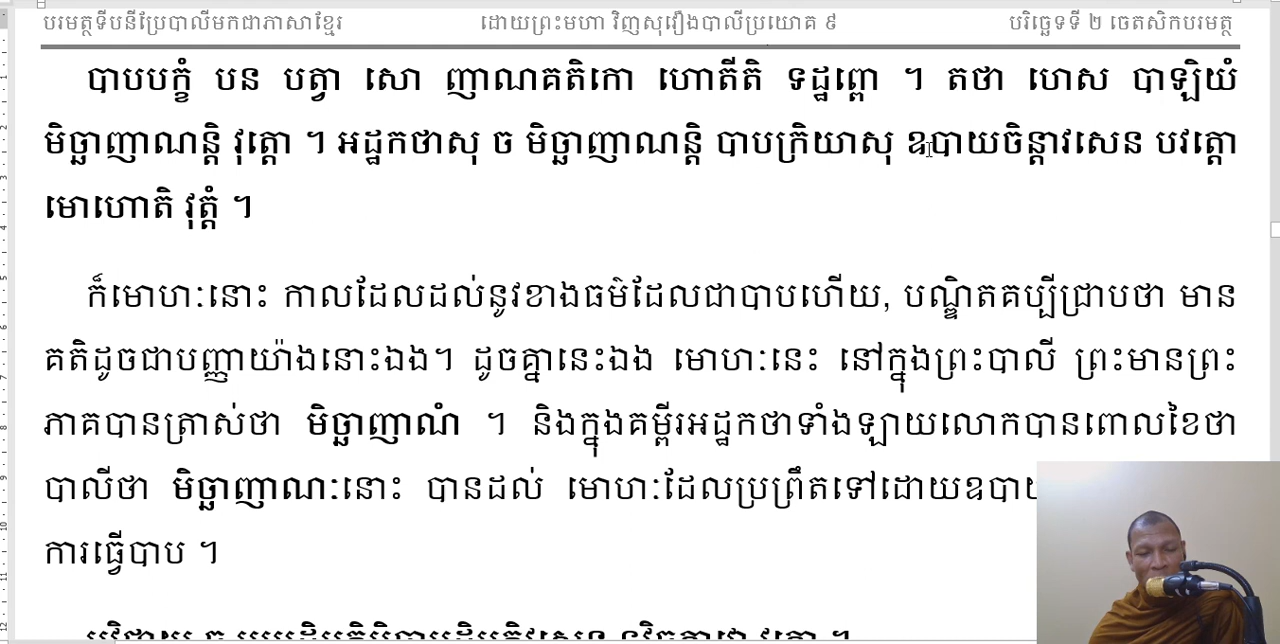 បរមត្ថទីបនីប្រែបាលីមកជាភាសាខ្មែរ ដោយព្រះមហា វិញសុវឿងបាលីប្រយោគ ៩ បរិច្ឆេទទី ២ ចេតសិកបរមត្ថ
បាបបក្ខំ បន បត្វា សោ ញាណគតិកោ ហោតីតិ ទដ្ឋព្ពោ ។ តថា ហេស បាឡិយំ
មិច្ឆាញាណន្តិ វុត្តោ ។ អដ្ឋកថាសុ ច មិច្ឆាញាណន្តិ បាបក្រិយាសុ ឧបាយចិន្តាវសេន បវត្តោ
មោហោតិ វុត្តំ ។
ក៏មោហៈនោះ កាលដែលដល់នូវខាងធម៌ដែលជាបាបហើយ, បណ្ឌិតគប្បីជ្រាបថា មាន
គតិដូចជាបញ្ញាយ៉ាងនោះឯង។ ដូចគ្នានេះឯង មោហៈនេះ នៅក្នុងព្រះបាលី ព្រះមានព្រះ
ភាគបានត្រាស់ថា មិច្ឆាញាណំ ។ និងក្នុងគម្ពីរអដ្ឋកថាទាំងឡាយលោកបានពោលខៃថា
បាលីថា មិច្ឆាញាណៈនោះ បានដល់ មោហៈដែលប្រព្រឹតទៅដោយឧបាយ
ការធ្វើបាប ។